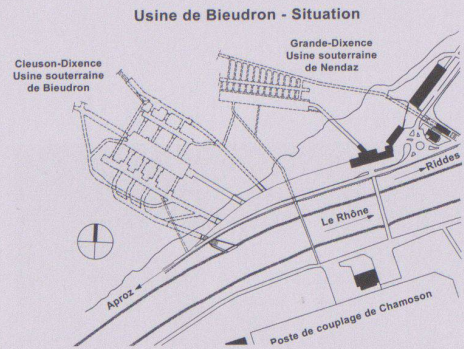 Usine de Bieudron - Situation
Grande-Dixence
Usine souterraine
de Nendaz
Cleuson-Dixence
Usine souterraine
de Bieudron
Riddes
Le Rhône
Aproz
Poste de couplage de Chamoson